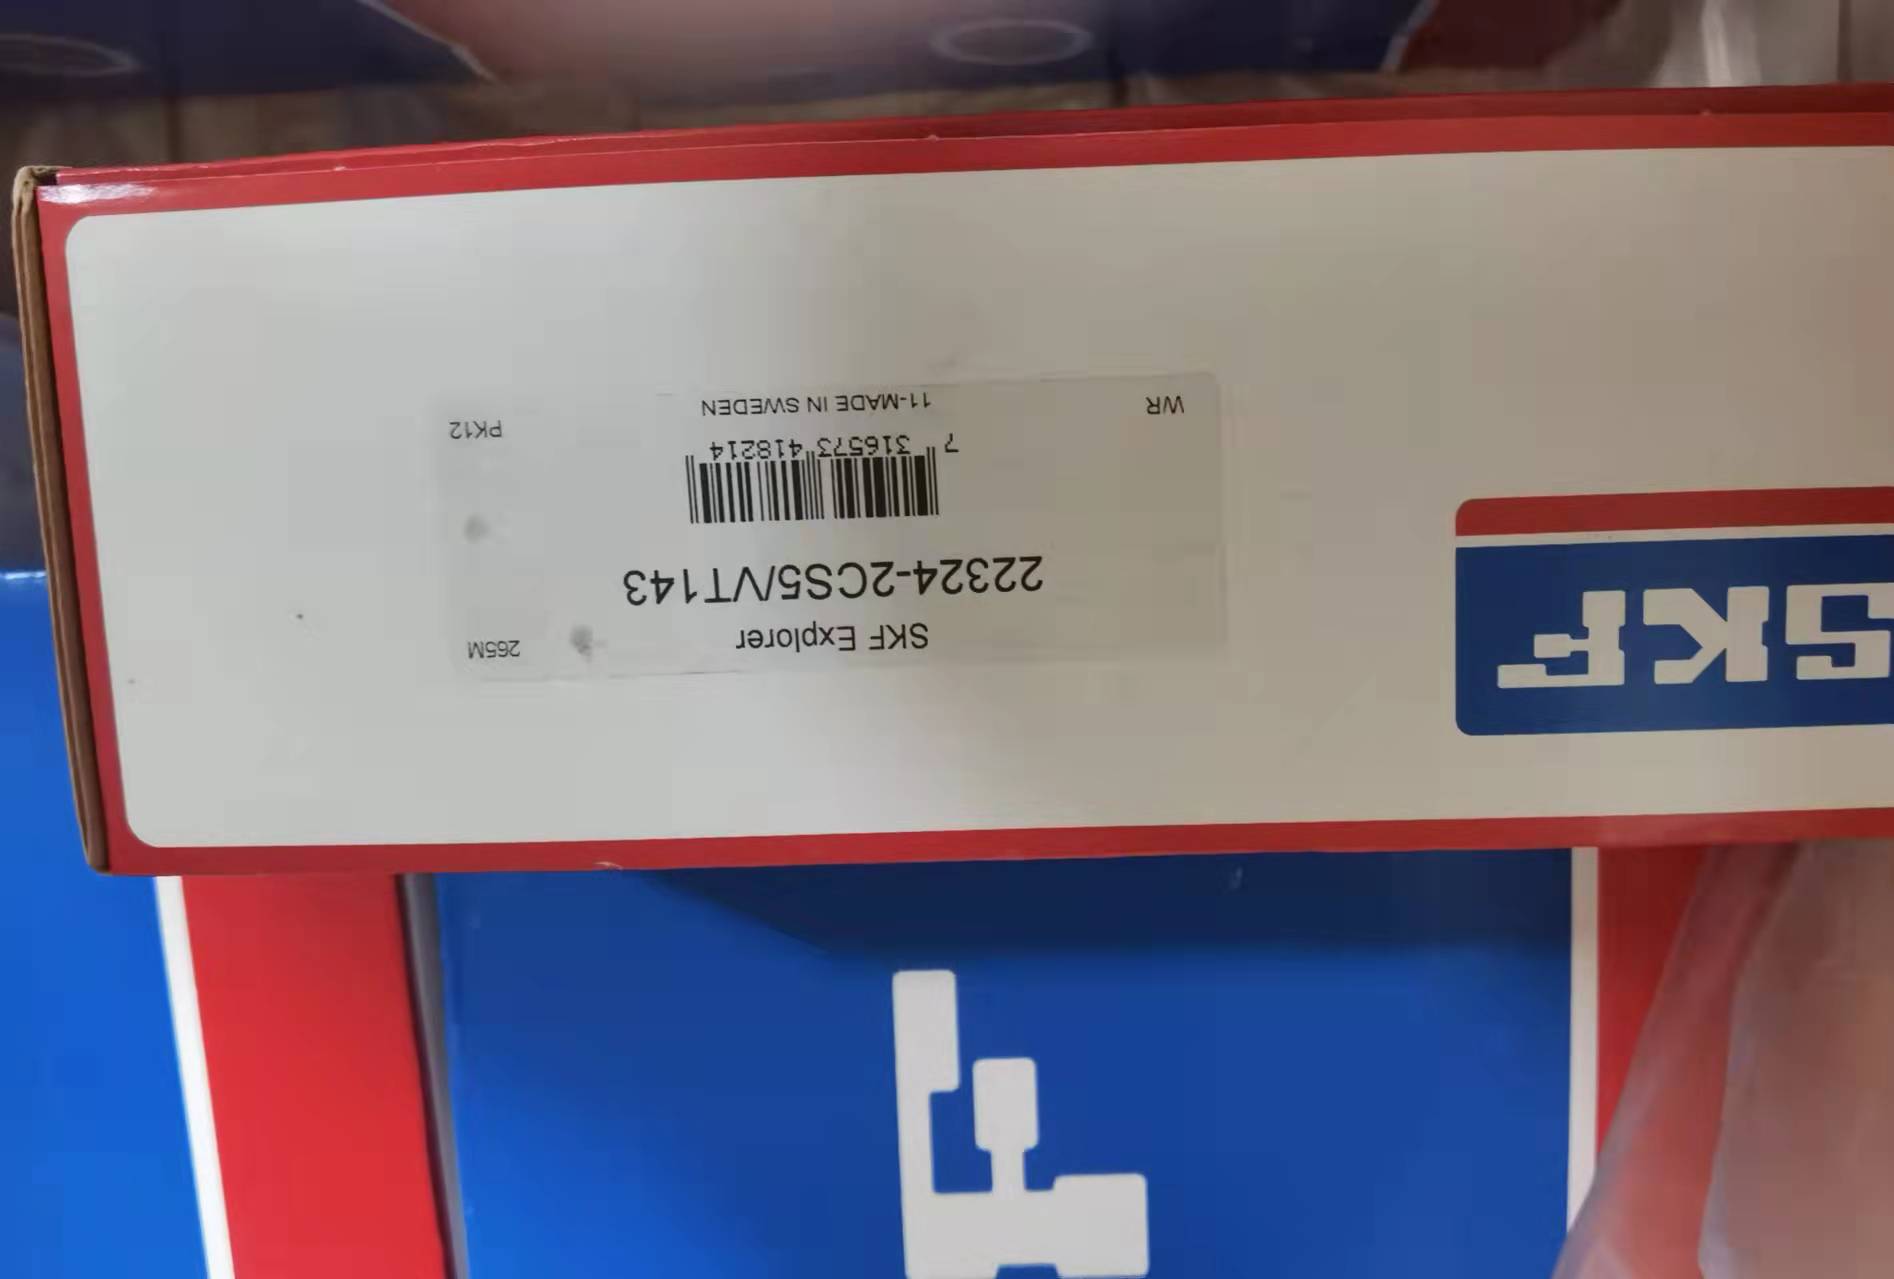 SKF
265M
SKF Explorer
22324-2CS5/VT143
7 316573 418214
PK12
WR
11-MADE IN SWEDEN
F